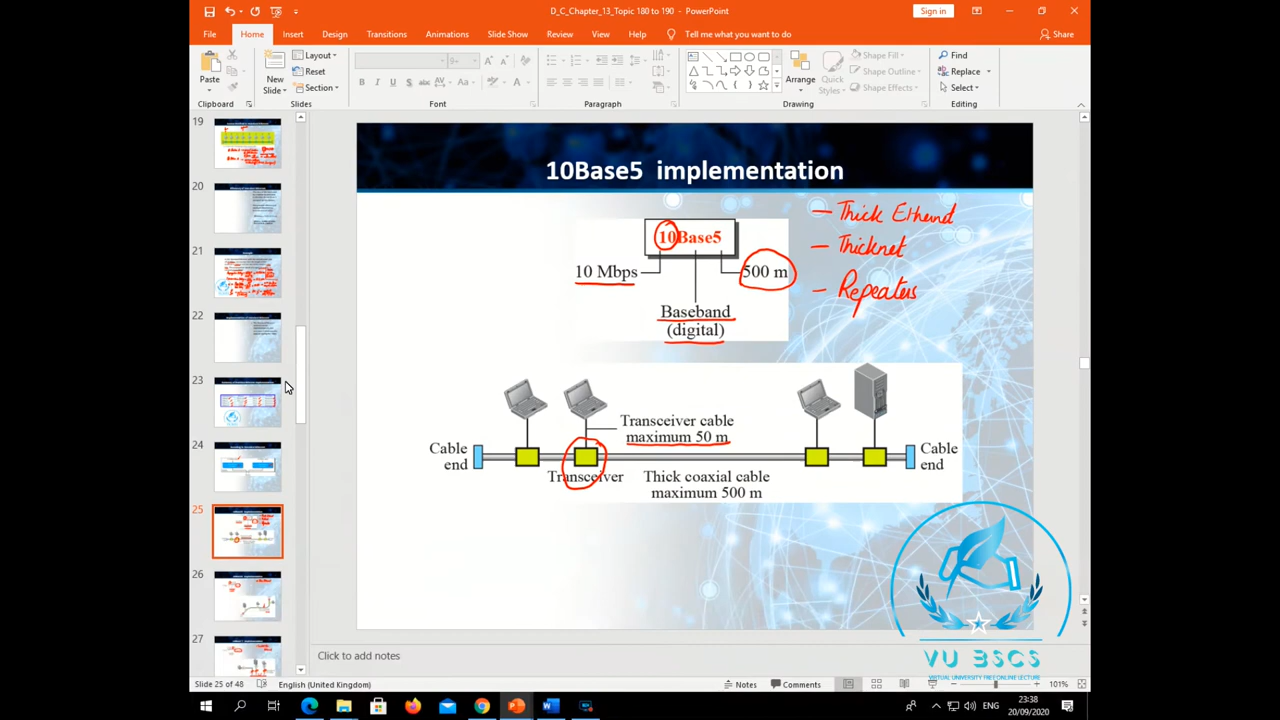 D_C_Chapter_13_Topic 180 to 190 - PowerPoint
Sign in
File Home Insert Design Transitions Animations Slide Show Review View Help Tell me what you want to do Share
Paste
New Slide
Layout
Reset
Section
Arrange
Quick Styles
Shape Fill
Shape Outline
Shape Effects
Find
Replace
Select
Clipboard Slides Font Paragraph Drawing Editing
19
20
21
22
23
24
25
26
27
10Base5 implementation
10Base5
10 Mbps
500 m
Baseband
(digital)
– Thick Ethernet
– Thicknet
– Repeaters
Transceiver cable
maximum 50 m
Cable
end
Cable
end
Transceiver
Thick coaxial cable
maximum 500 m
VU BSCS
VIRTUAL UNIVERSITY FREE ONLINE LECTURE
Click to add notes
Slide 25 of 48 English (United Kingdom) Notes Comments 101%
ENG
23:38
20/09/2020